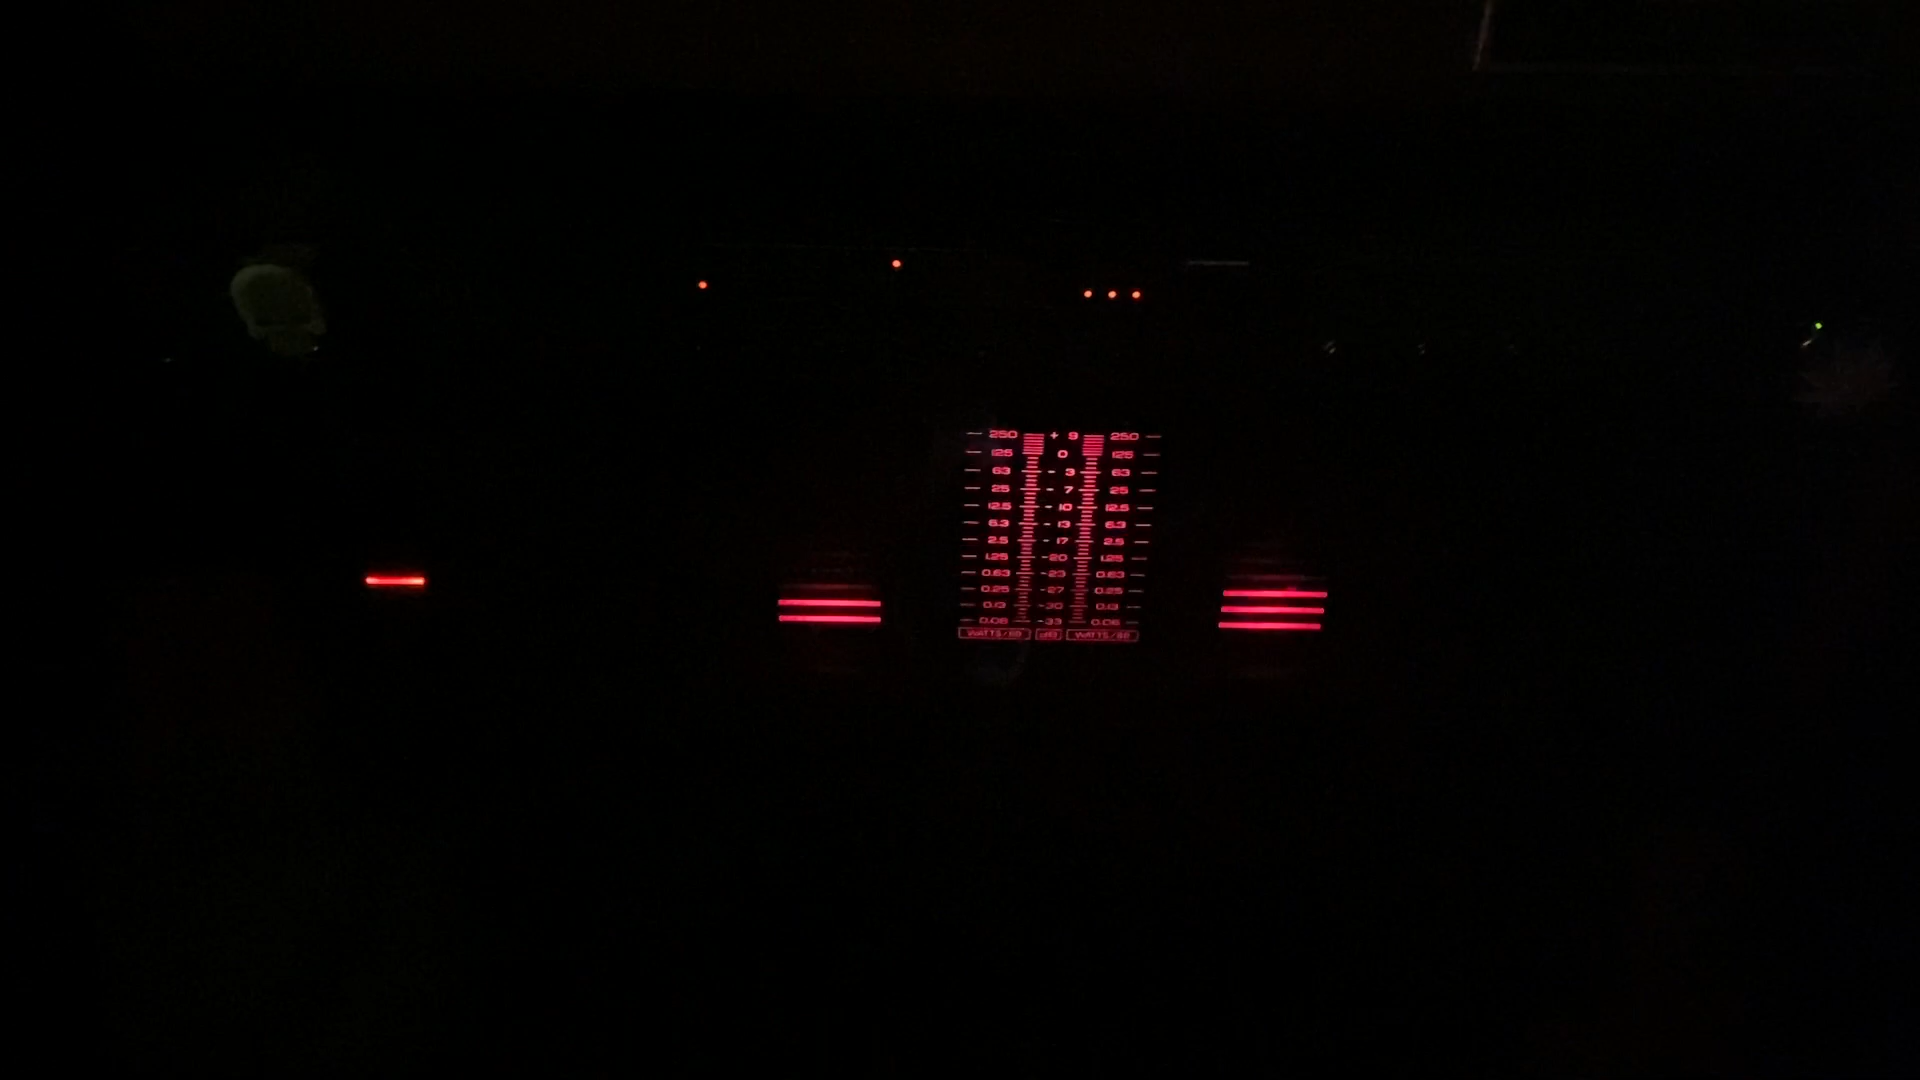 250 + 9 250
125 0 125
63 - 3 63
25 - 7 25
12.5 - 10 12.5
6.3 - 13 6.3
2.5 - 17 2.5
1.25 -20 1.25
0.63 -23 0.63
0.25 -27 0.25
0.13 -30 0.13
0.06 -33 0.06
WATTS/8Ω dB WATTS/8Ω